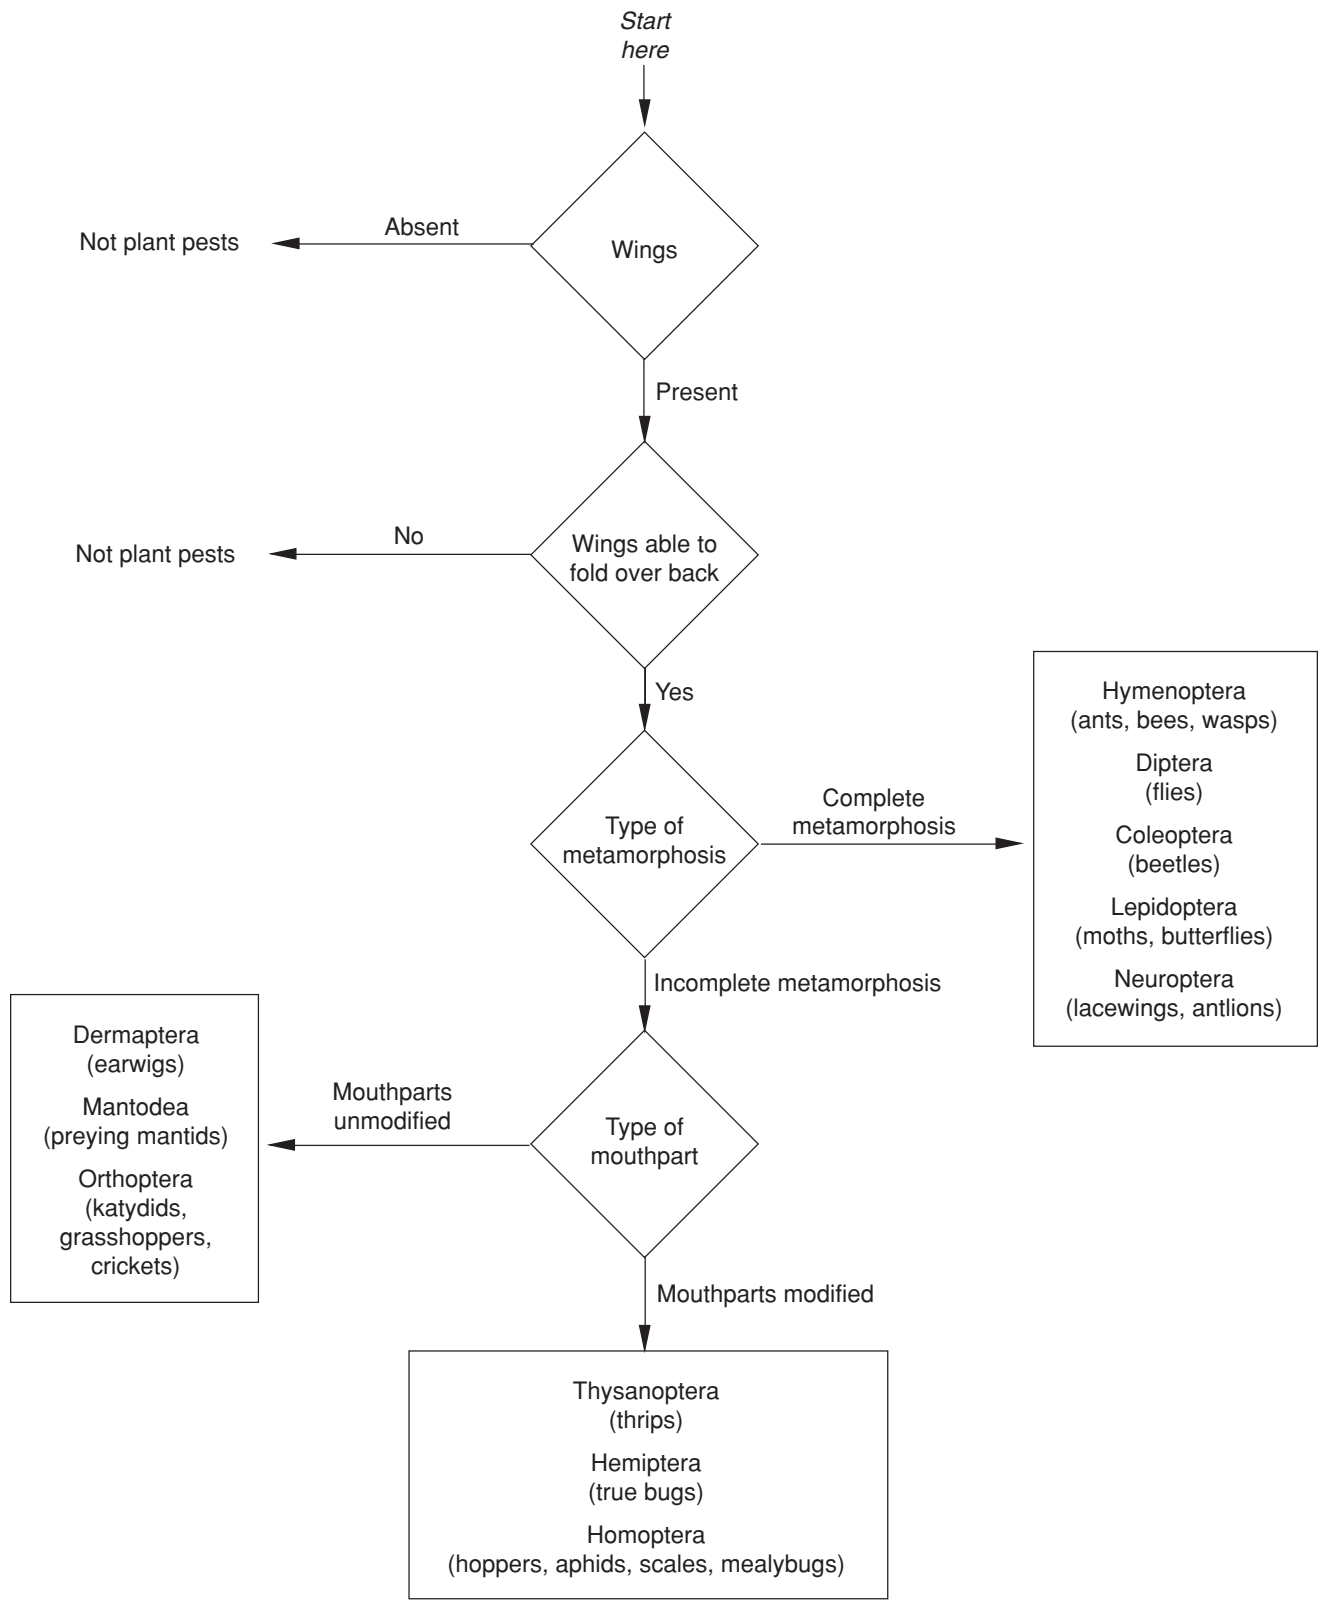 Start
here
Wings
Absent
Not plant pests
Present
Wings able to
fold over back
No
Not plant pests
Yes
Type of
metamorphosis
Complete
metamorphosis
Hymenoptera
(ants, bees, wasps)
Diptera
(flies)
Coleoptera
(beetles)
Lepidoptera
(moths, butterflies)
Neuroptera
(lacewings, antlions)
Incomplete metamorphosis
Type of
mouthpart
Mouthparts
unmodified
Dermaptera
(earwigs)
Mantodea
(preying mantids)
Orthoptera
(katydids,
grasshoppers,
crickets)
Mouthparts modified
Thysanoptera
(thrips)
Hemiptera
(true bugs)
Homoptera
(hoppers, aphids, scales, mealybugs)